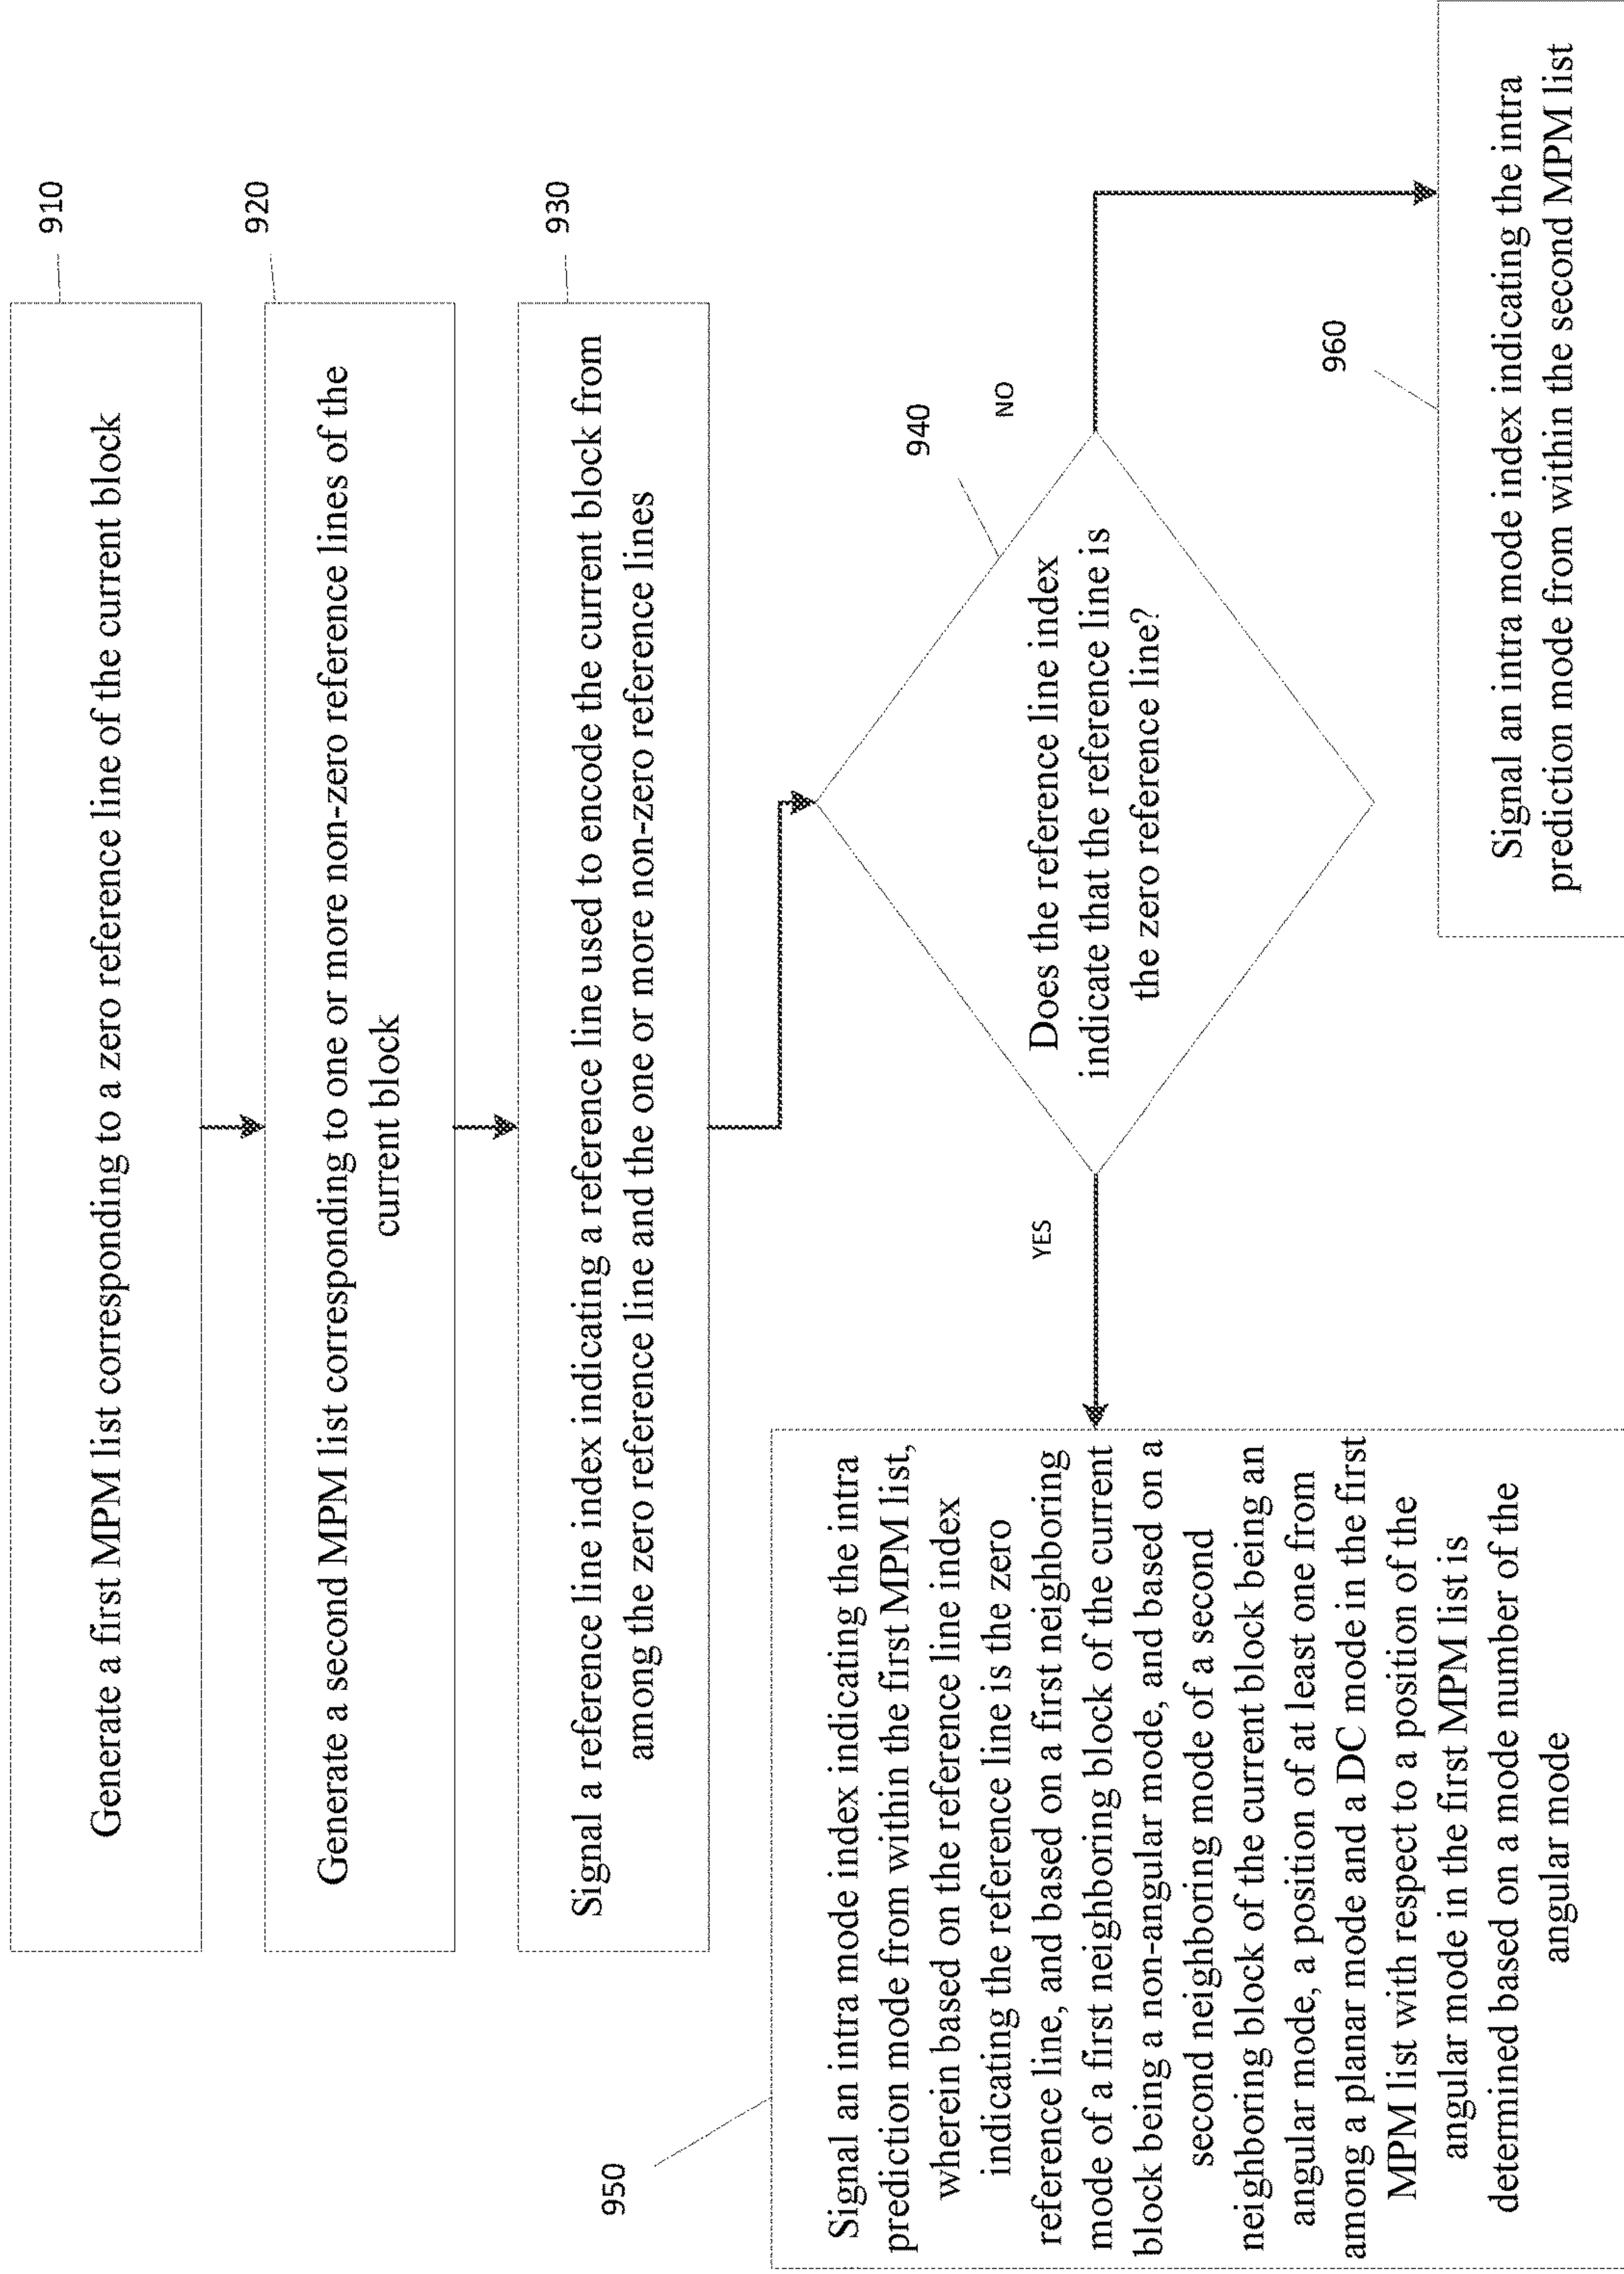 910
Generate a first MPM list corresponding to a zero reference line of the current block
920
Generate a second MPM list corresponding to one or more non-zero reference lines of the
current block
930
Signal a reference line index indicating a reference line used to encode the current block from
among the zero reference line and the one or more non-zero reference lines
940
Does the reference line index
indicate that the reference line is
the zero reference line?
YES
NO
950
Signal an intra mode index indicating the intra
prediction mode from within the first MPM list,
wherein based on the reference line index
indicating the reference line is the zero
reference line, and based on a first neighboring
mode of a first neighboring block of the current
block being a non-angular mode, and based on a
second neighboring mode of a second
neighboring block of the current block being an
angular mode, a position of at least one from
among a planar mode and a DC mode in the first
MPM list with respect to a position of the
angular mode in the first MPM list is
determined based on a mode number of the
angular mode
960
Signal an intra mode index indicating the intra
prediction mode from within the second MPM list